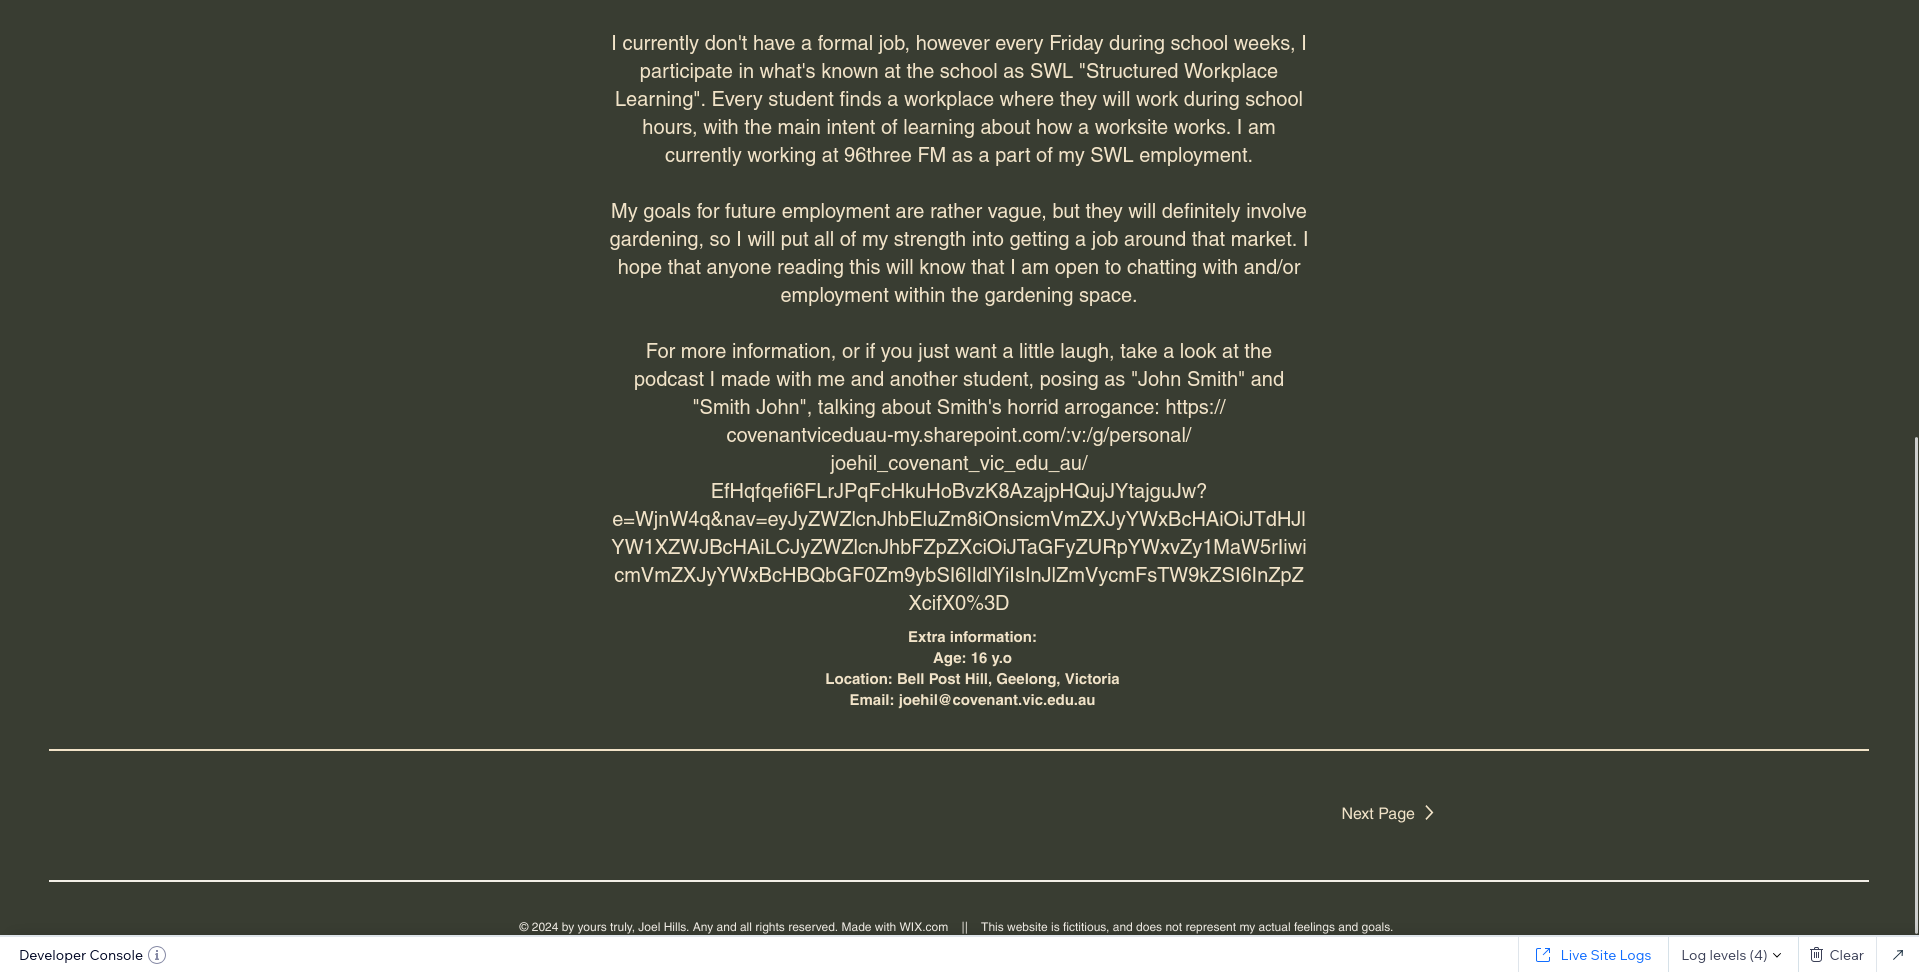 I currently don't have a formal job, however every Friday during school weeks, I
participate in what's known at the school as SWL "Structured Workplace
Learning". Every student finds a workplace where they will work during school
hours, with the main intent of learning about how a worksite works. I am
currently working at 96three FM as a part of my SWL employment.
My goals for future employment are rather vague, but they will definitely involve
gardening, so I will put all of my strength into getting a job around that market. I
hope that anyone reading this will know that I am open to chatting with and/or
employment within the gardening space.
For more information, or if you just want a little laugh, take a look at the
podcast I made with me and another student, posing as "John Smith" and
"Smith John", talking about Smith's horrid arrogance: https://
covenantviceduau-my.sharepoint.com/:v:/g/personal/
joehil_covenant_vic_edu_au/
EfHqfqefi6FLrJPqFcHkuHoBvzK8AzajpHQujJYtajguJw?
e=WjnW4q&nav=eyJyZWZlcnJhbEluZm8iOnsicmVmZXJyYWxBcHAiOiJTdHJl
YW1XZWJBcHAiLCJyZWZlcnJhbFZpZXciOiJTaGFyZURpYWxvZy1MaW5rIiwi
cmVmZXJyYWxBcHBQbGF0Zm9ybSI6IldlYiIsInJlZmVycmFsTW9kZSI6InZpZ
XcifX0%3D
Extra information:
Age: 16 y.o
Location: Bell Post Hill, Geelong, Victoria
Email: joehil@covenant.vic.edu.au
Next Page
© 2024 by yours truly, Joel Hills. Any and all rights reserved. Made with WIX.com || This website is fictitious, and does not represent my actual feelings and goals.
Developer Console
Live Site Logs
Log levels (4)
Clear